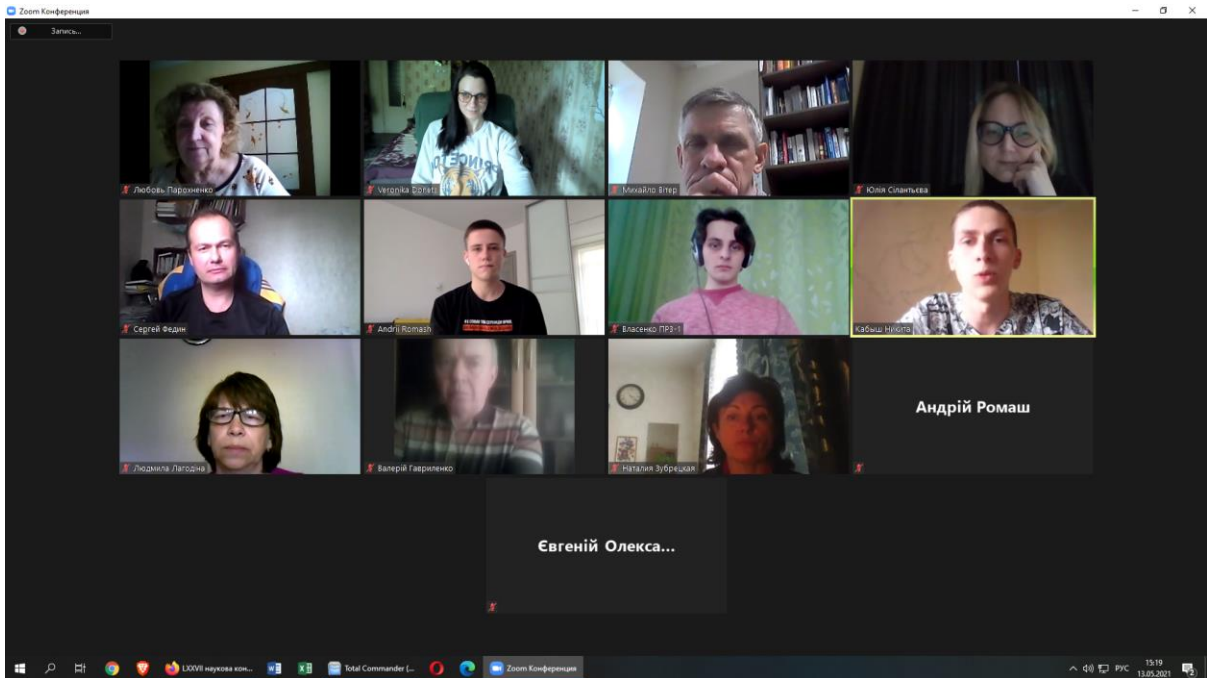 Zoom Конференция
Запись...
Любовь Парохненко
Veronika Donets
Михайло Вітер
Юлія Сілантьєва
Сергей Федин
Andrii Romash
Власенко ПРЗ-1
Кабыш Никита
Людмила Лагодіна
Валерій Гавриленко
Наталия Зубрецкая
Андрій Ромаш
Євгеній Олекса...
LXXVII наукова кон...
Total Commander (...
Zoom Конференция
РУС
15:19
13.05.2021